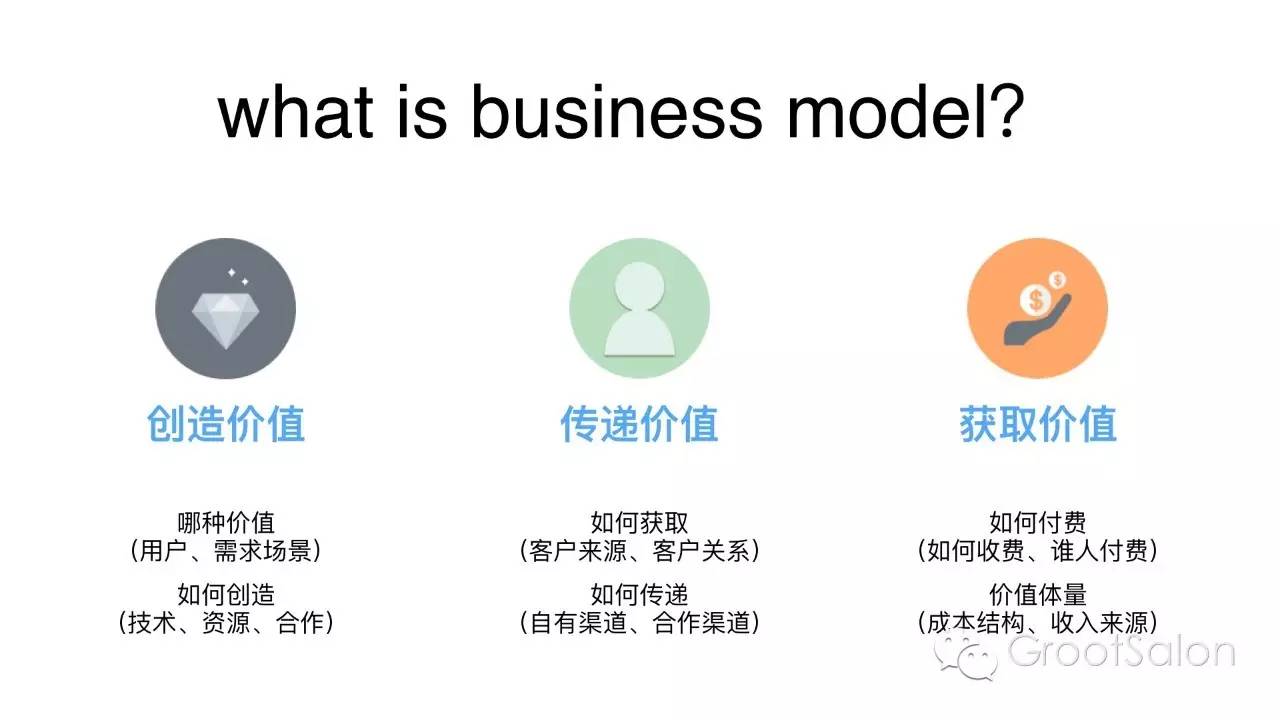 what is business model?
创造价值
传递价值
获取价值
哪种价值
（用户、需求场景）
如何创造
（技术、资源、合作）
如何获取
（客户来源、客户关系）
如何传递
（自有渠道、合作渠道）
如何付费
（如何收费、谁人付费）
价值体量
（成本结构、收入来源）
GrootSalon